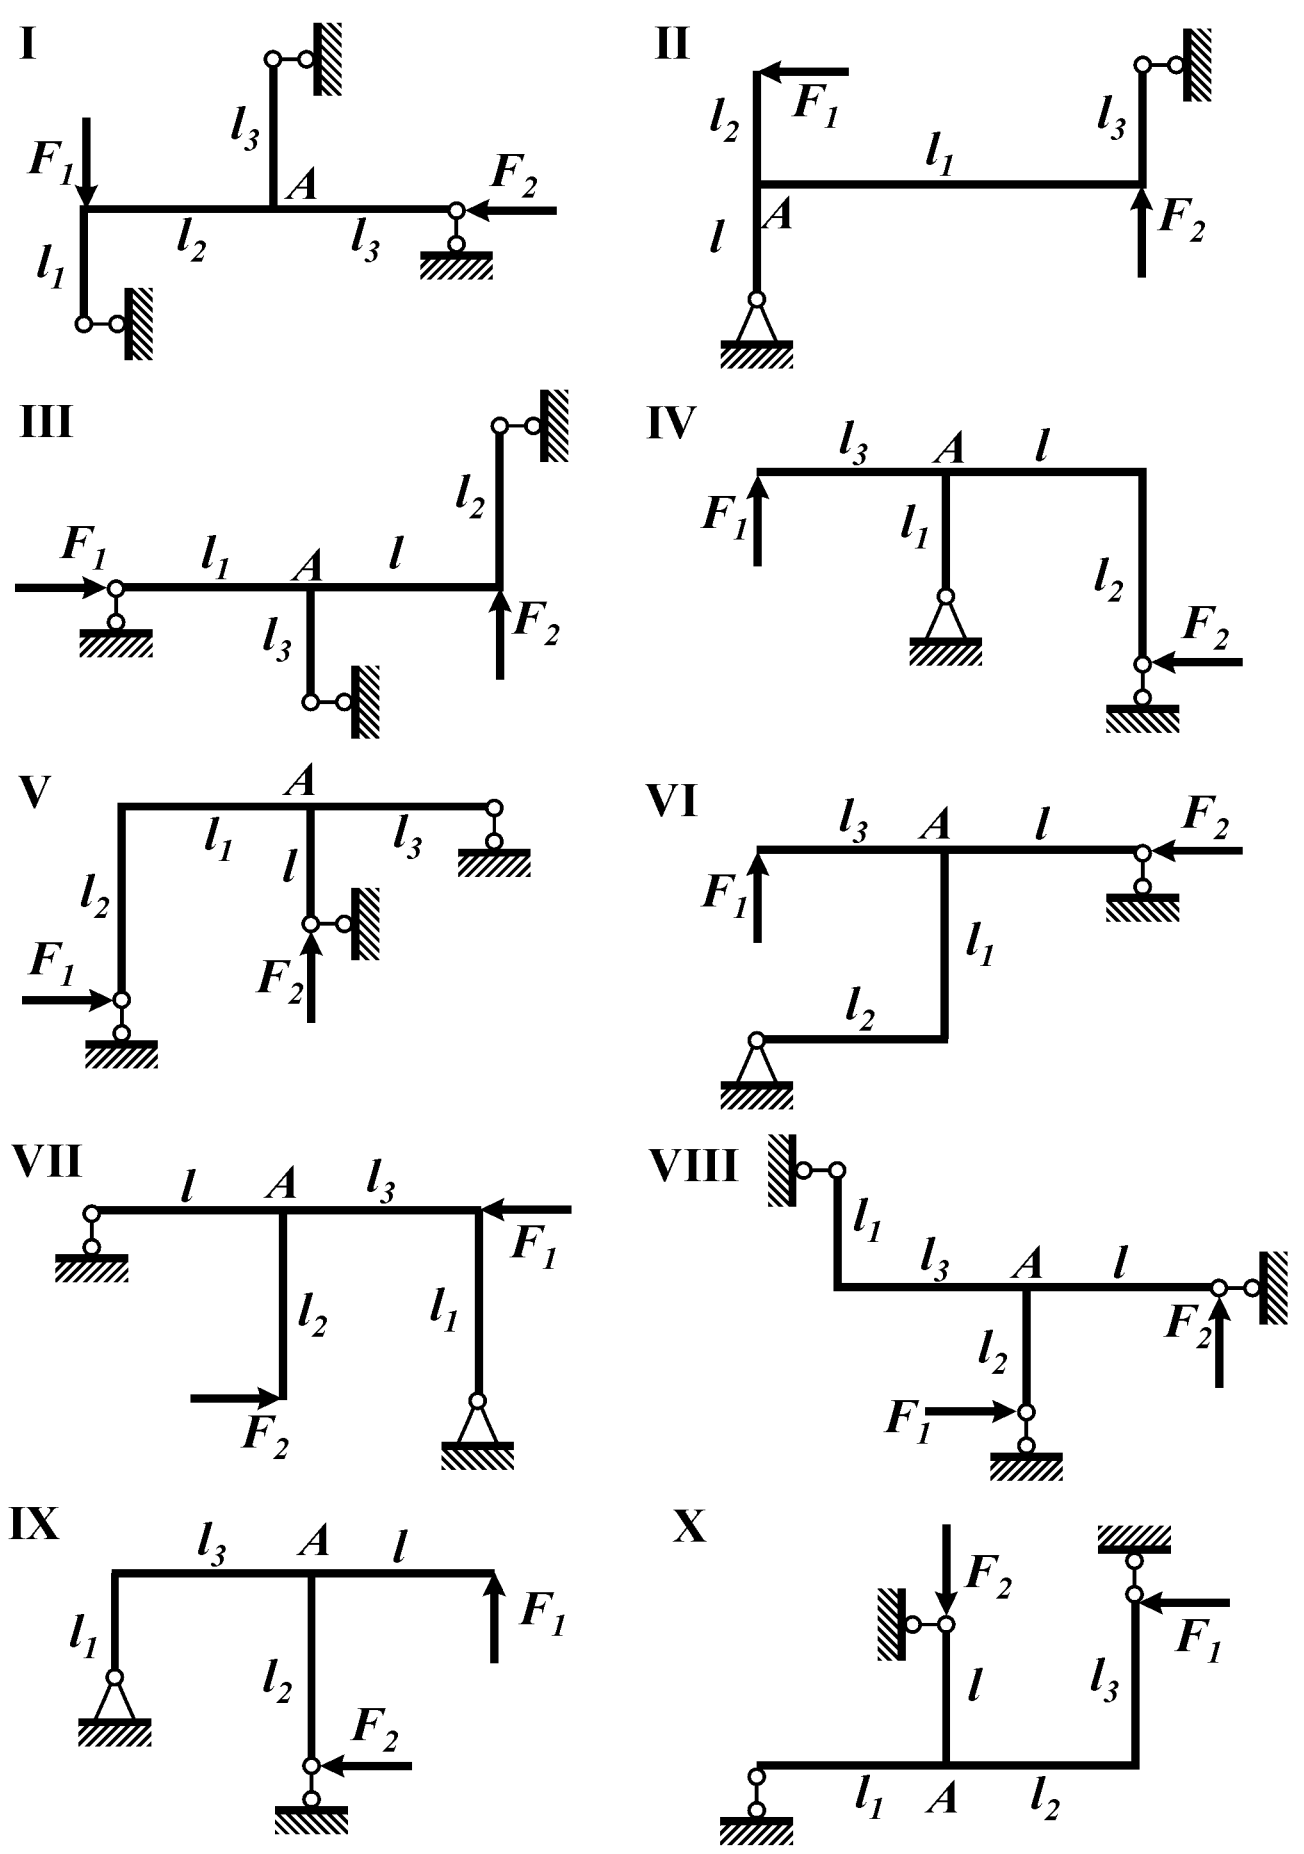 I
F₁
l₁
l₂
l₃
A
l₃
F₂
II
l₂
F₁
l₁
l₃
A
l
F₂
III
F₁
l₁
A
l
l₂
l₃
F₂
IV
l₃
A
l
F₁
l₁
l₂
F₂
V
A
l₁
l
l₃
l₂
F₁
F₂
VI
l₃
A
l
F₂
F₁
l₁
l₂
VII
l
A
l₃
F₁
l₂
l₁
F₂
VIII
l₁
l₃
A
l
l₂
F₂
F₁
IX
l₃
A
l
l₁
F₁
l₂
F₂
X
F₂
F₁
l
l₃
l₁
A
l₂